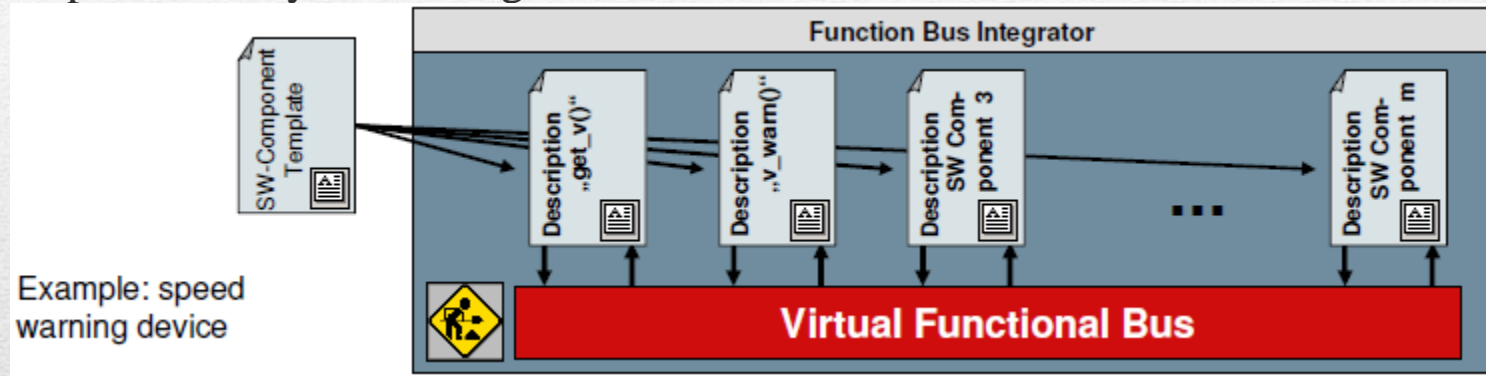 Function Bus Integrator
SW-Component
Template
Description
„get_v()“
Description
„v_warn()“
Description
SW Com-
ponent 3
...
Description
SW Com-
ponent m
Example: speed
warning device
Virtual Functional Bus